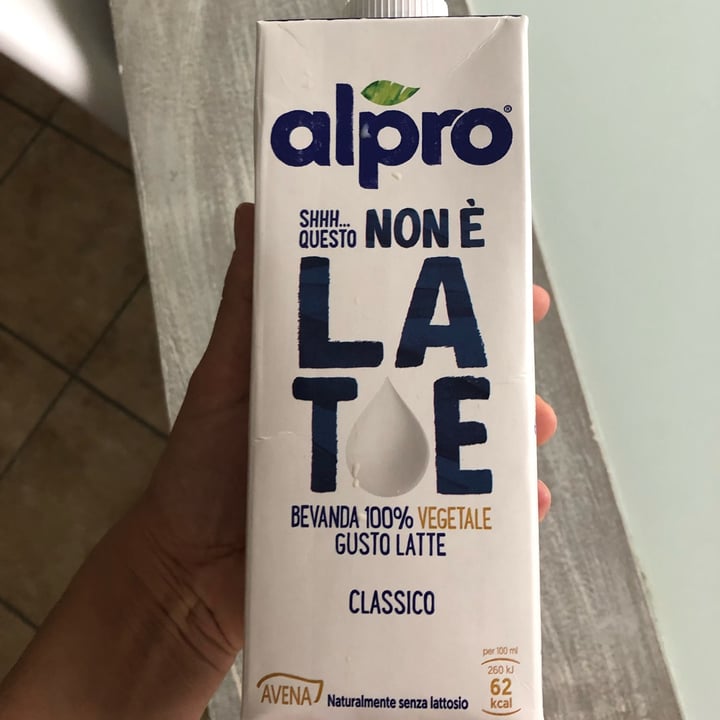 alpro®
SHHH...
QUESTO NON È
LA
T E
BEVANDA 100% VEGETALE
GUSTO LATTE
CLASSICO
per 100 ml
260 kJ
62
kcal
AVENA
Naturalmente senza lattosio